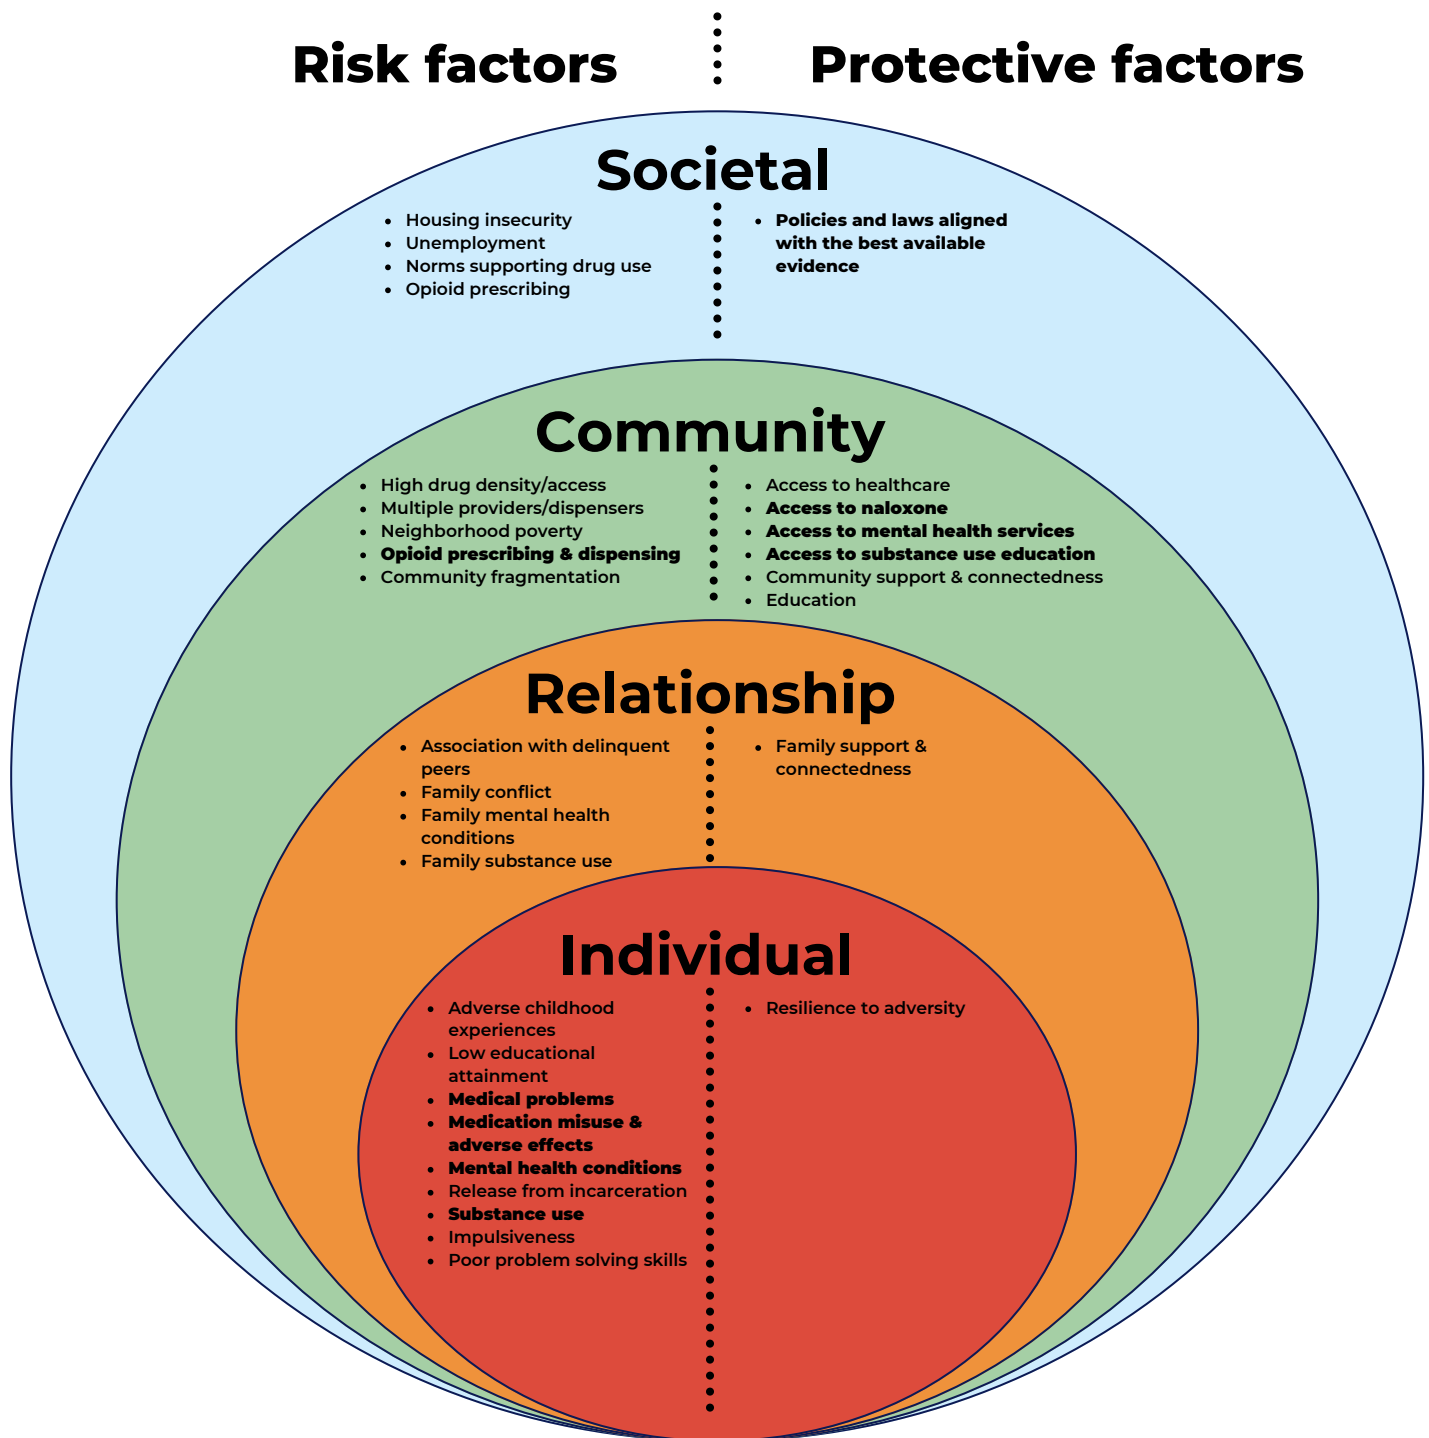 Risk factors
Protective factors
Societal
• Housing insecurity
• Unemployment
• Norms supporting drug use
• Opioid prescribing
• Policies and laws aligned
with the best available
evidence
Community
• High drug density/access
• Multiple providers/dispensers
• Neighborhood poverty
• Opioid prescribing & dispensing
• Community fragmentation
• Access to healthcare
• Access to naloxone
• Access to mental health services
• Access to substance use education
• Community support & connectedness
• Education
Relationship
• Association with delinquent
peers
• Family conflict
• Family mental health
conditions
• Family substance use
• Family support &
connectedness
Individual
• Adverse childhood
experiences
• Low educational
attainment
• Medical problems
• Medication misuse &
adverse effects
• Mental health conditions
• Release from incarceration
• Substance use
• Impulsiveness
• Poor problem solving skills
• Resilience to adversity